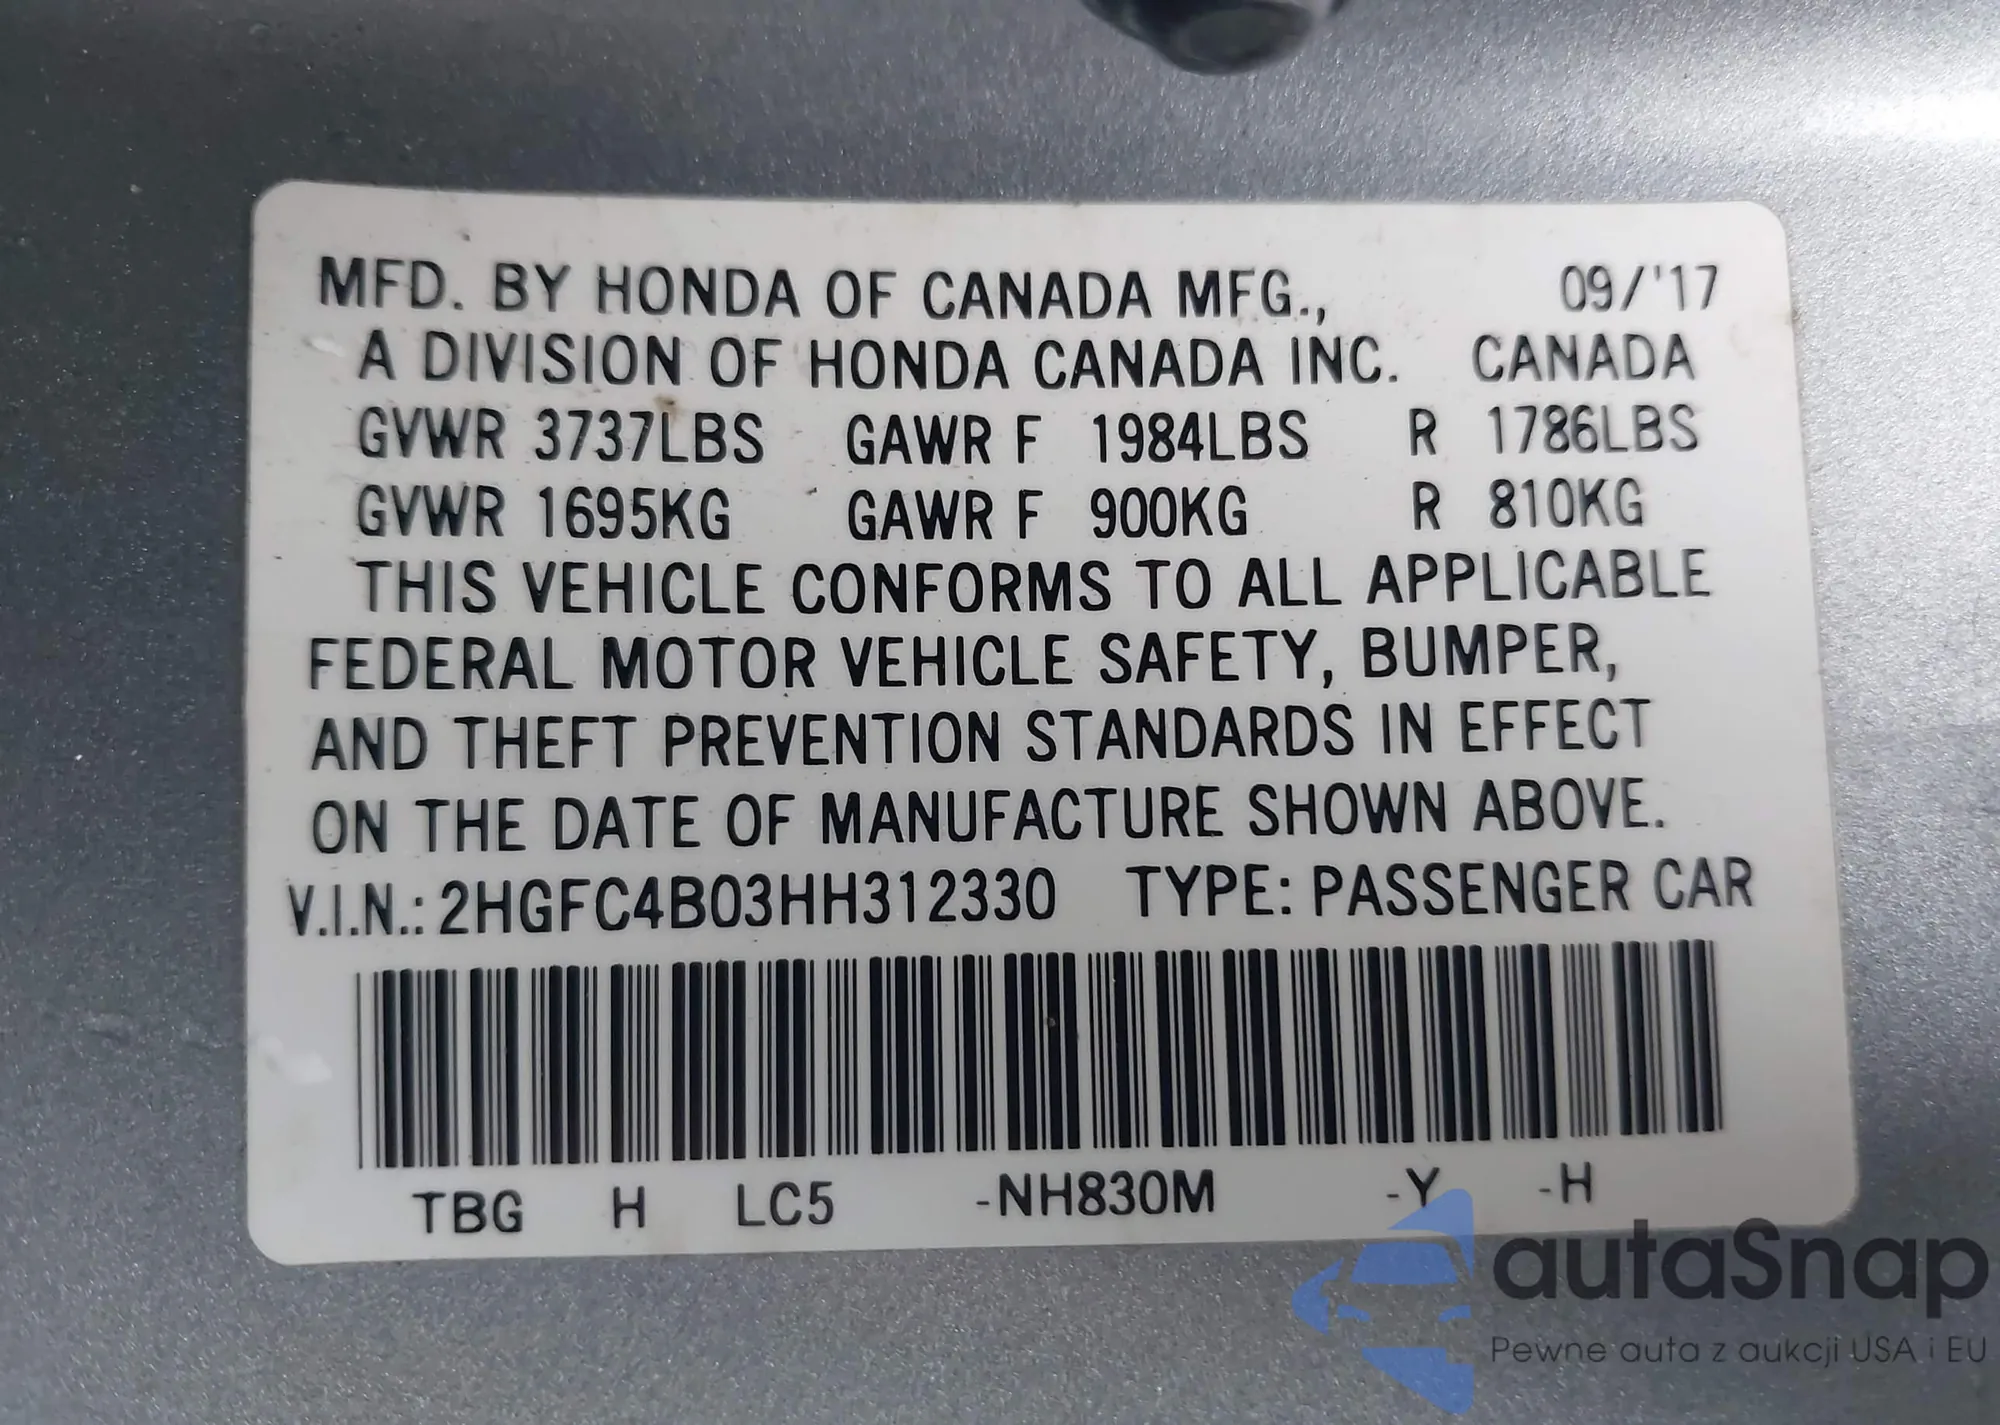 MFD. BY HONDA OF CANADA MFG., 09/'17
A DIVISION OF HONDA CANADA INC. CANADA
GVWR 3737LBS GAWR F 1984LBS R 1786LBS
GVWR 1695KG GAWR F 900KG R 810KG
THIS VEHICLE CONFORMS TO ALL APPLICABLE
FEDERAL MOTOR VEHICLE SAFETY, BUMPER,
AND THEFT PREVENTION STANDARDS IN EFFECT
ON THE DATE OF MANUFACTURE SHOWN ABOVE.
V.I.N.: 2HGFC4B03HH312330 TYPE: PASSENGER CAR
TBG H LC5 -NH830M -Y -H
autaSnap
Pewne auta z aukcji USA i EU